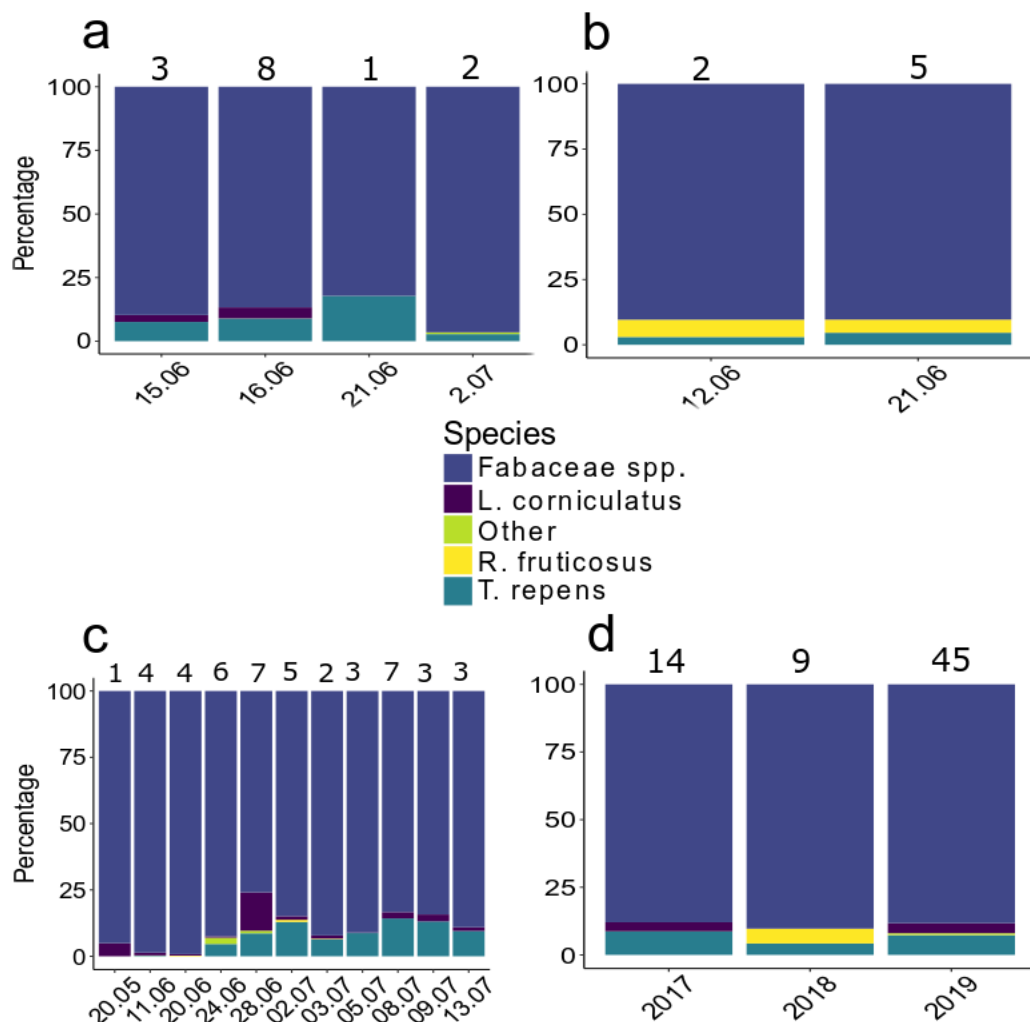 a
3 8 1 2
100
75
50
25
0
Percentage
15.06 16.06 21.06 2.07
b
2 5
100
75
50
25
0
12.06 21.06
Species
Fabaceae spp.
L. corniculatus
Other
R. fruticosus
T. repens
c
1 4 4 6 7 5 2 3 7 3 3
100
75
50
25
0
Percentage
20.05 11.06 20.06 24.06 28.06 02.07 03.07 05.07 08.07 09.07 13.07
d
14 9 45
100
75
50
25
0
2017 2018 2019